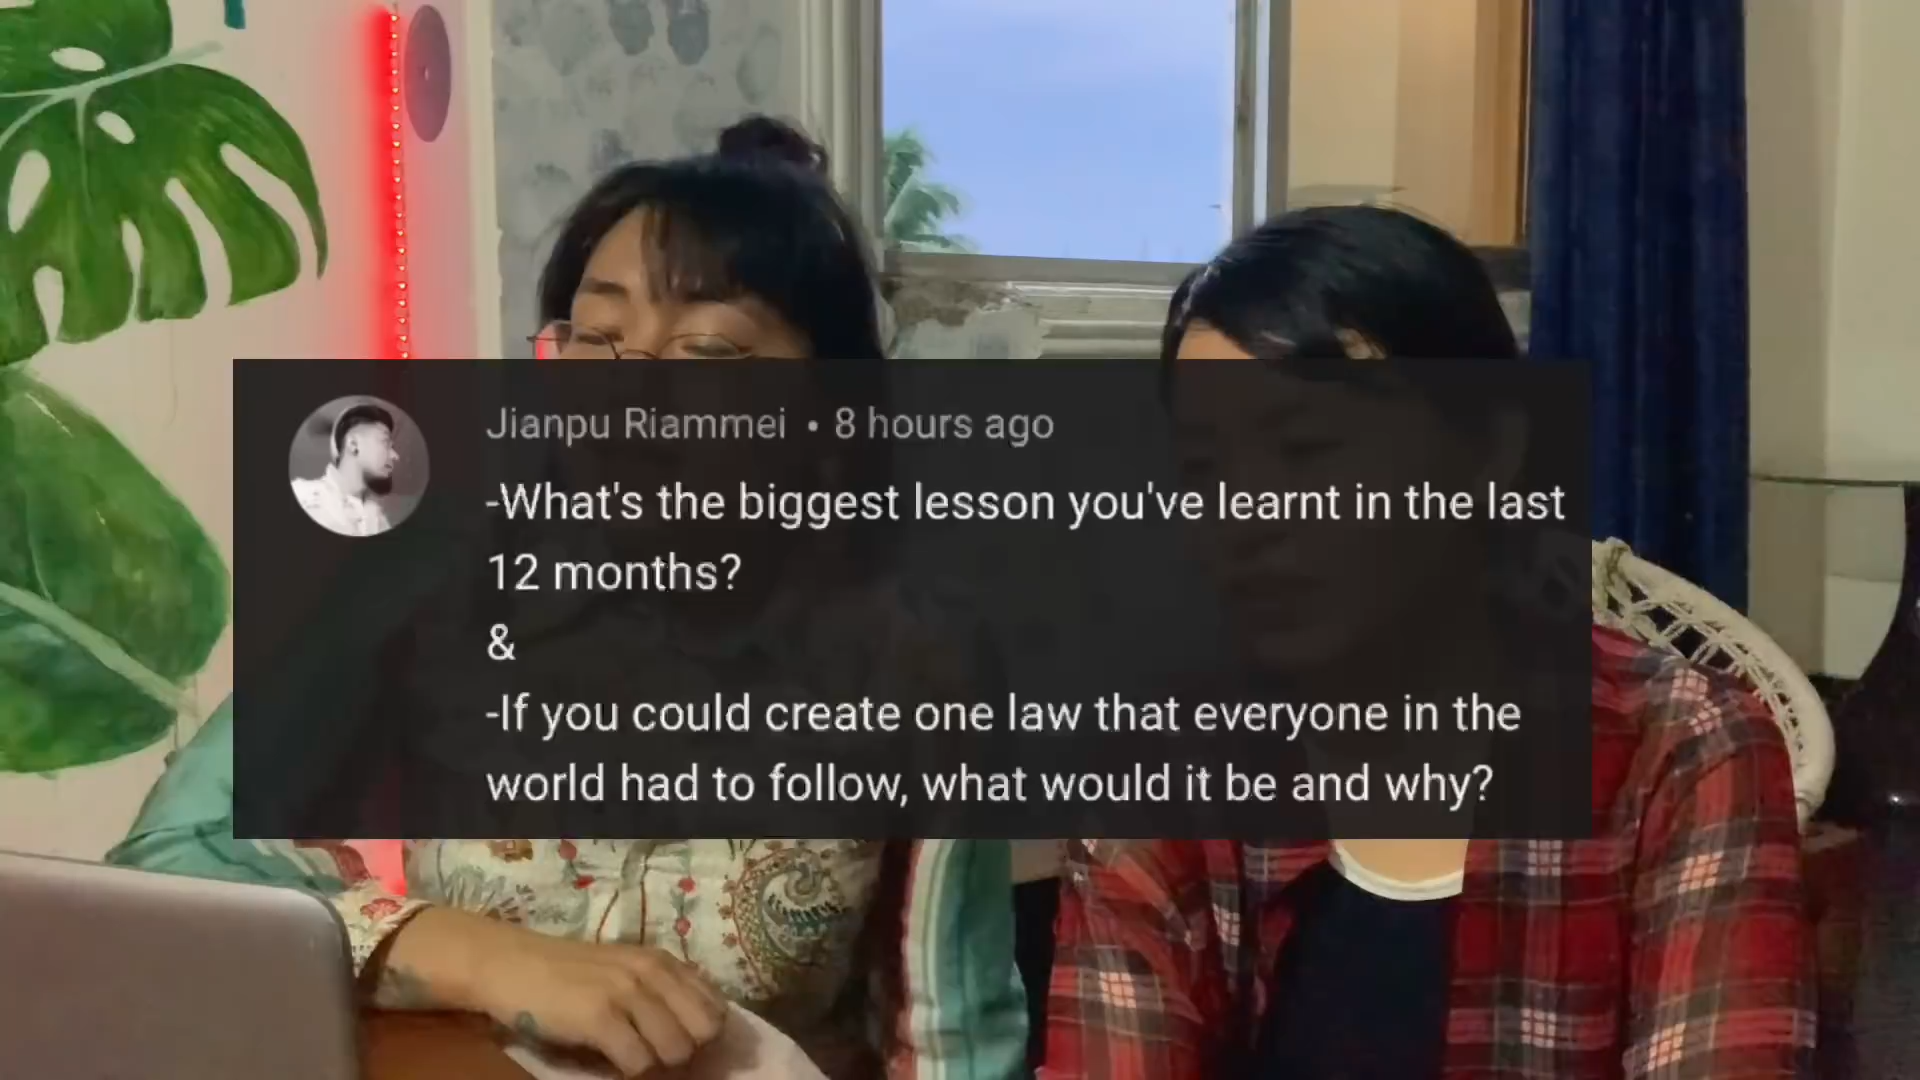 Jianpu Riammei • 8 hours ago
-What's the biggest lesson you've learnt in the last
12 months?
&
-If you could create one law that everyone in the
world had to follow, what would it be and why?